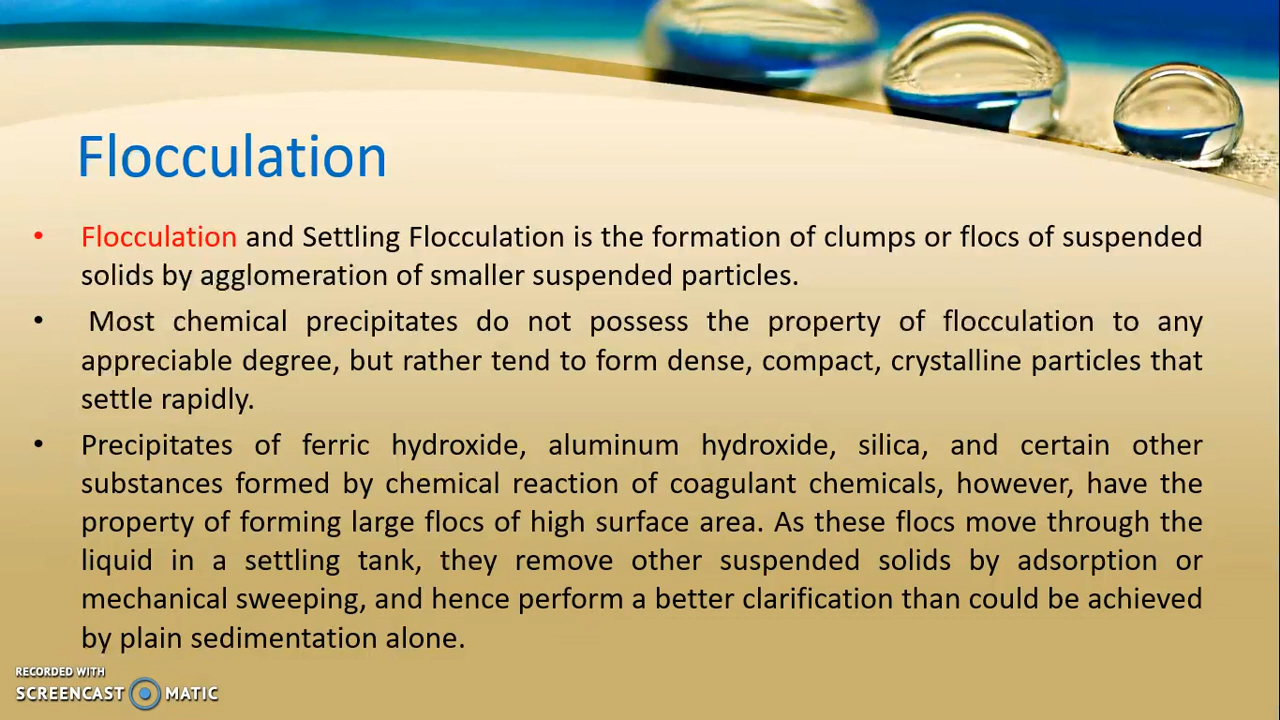 Flocculation
• Flocculation and Settling Flocculation is the formation of clumps or flocs of suspended
solids by agglomeration of smaller suspended particles.
• Most chemical precipitates do not possess the property of flocculation to any
appreciable degree, but rather tend to form dense, compact, crystalline particles that
settle rapidly.
• Precipitates of ferric hydroxide, aluminum hydroxide, silica, and certain other
substances formed by chemical reaction of coagulant chemicals, however, have the
property of forming large flocs of high surface area. As these flocs move through the
liquid in a settling tank, they remove other suspended solids by adsorption or
mechanical sweeping, and hence perform a better clarification than could be achieved
by plain sedimentation alone.
RECORDED WITH
SCREENCAST MATIC